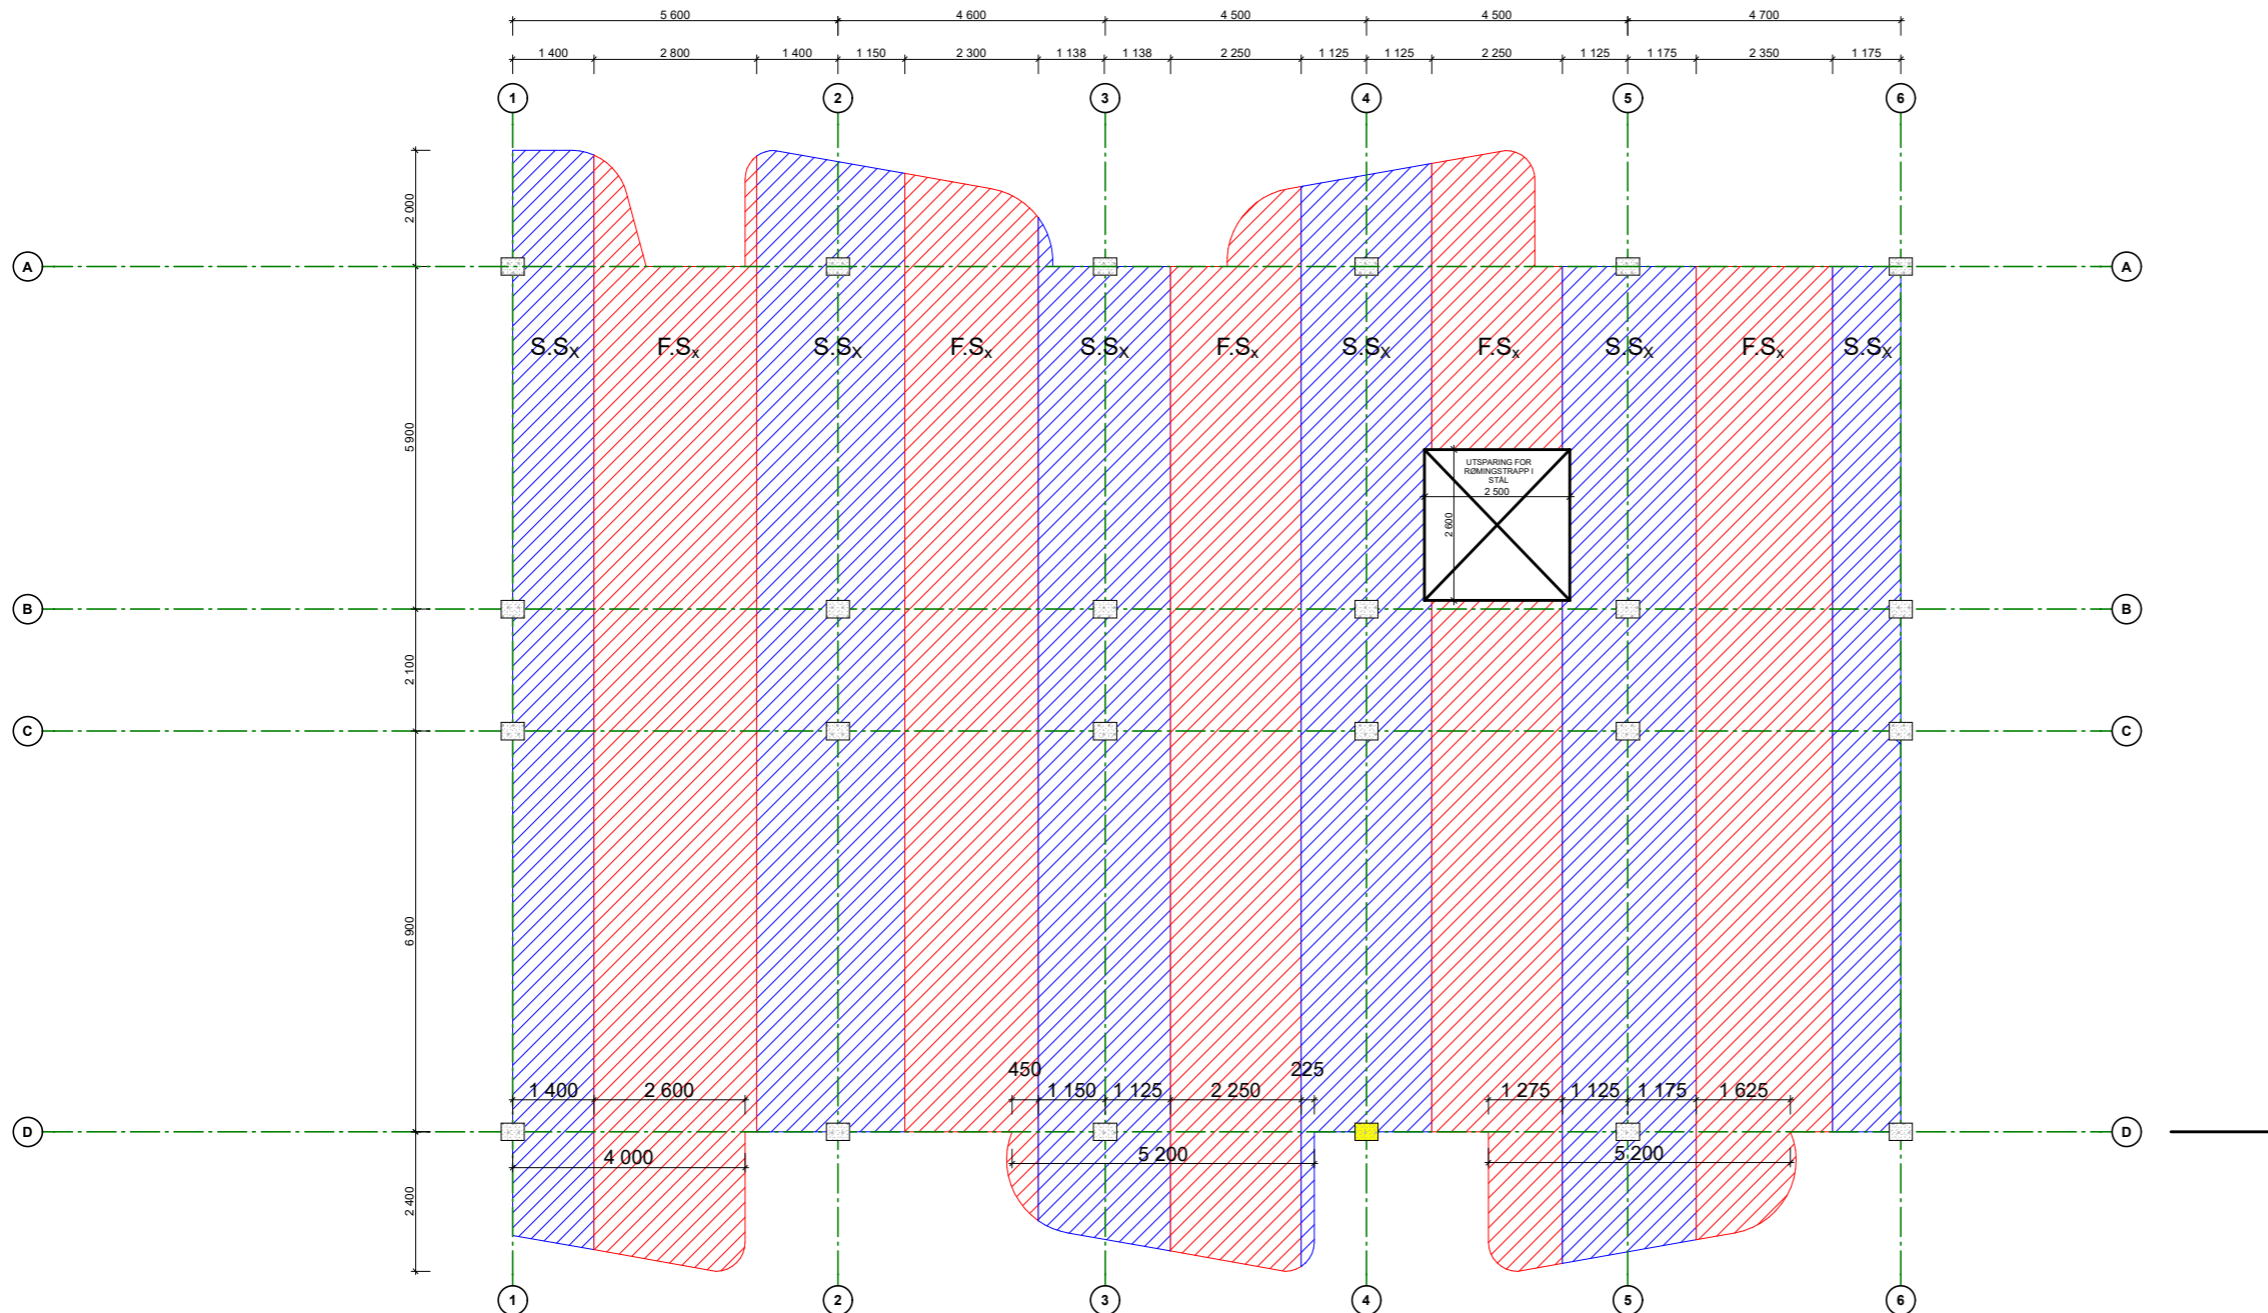 5 600 4 600 4 500 4 500 4 700
1 400 2 800 1 400 1 150 2 300 1 138 1 138 2 250 1 125 1 125 2 250 1 125 1 175 2 350 1 175
1 2 3 4 5 6
2 000
A A
S.Sx F.Sx S.Sx F.Sx S.Sx F.Sx S.Sx F.Sx S.Sx F.Sx S.Sx
5 900
UTSPARING FOR
RØMINGSTRAPP I
STÅL
2 500
2 600
B B
2 100
C C
6 900
450 225
1 400 2 600 1 150 1 125 2 250 1 275 1 125 1 175 1 625
D D
4 000 5 200 5 200
2 400
1 2 3 4 5 6